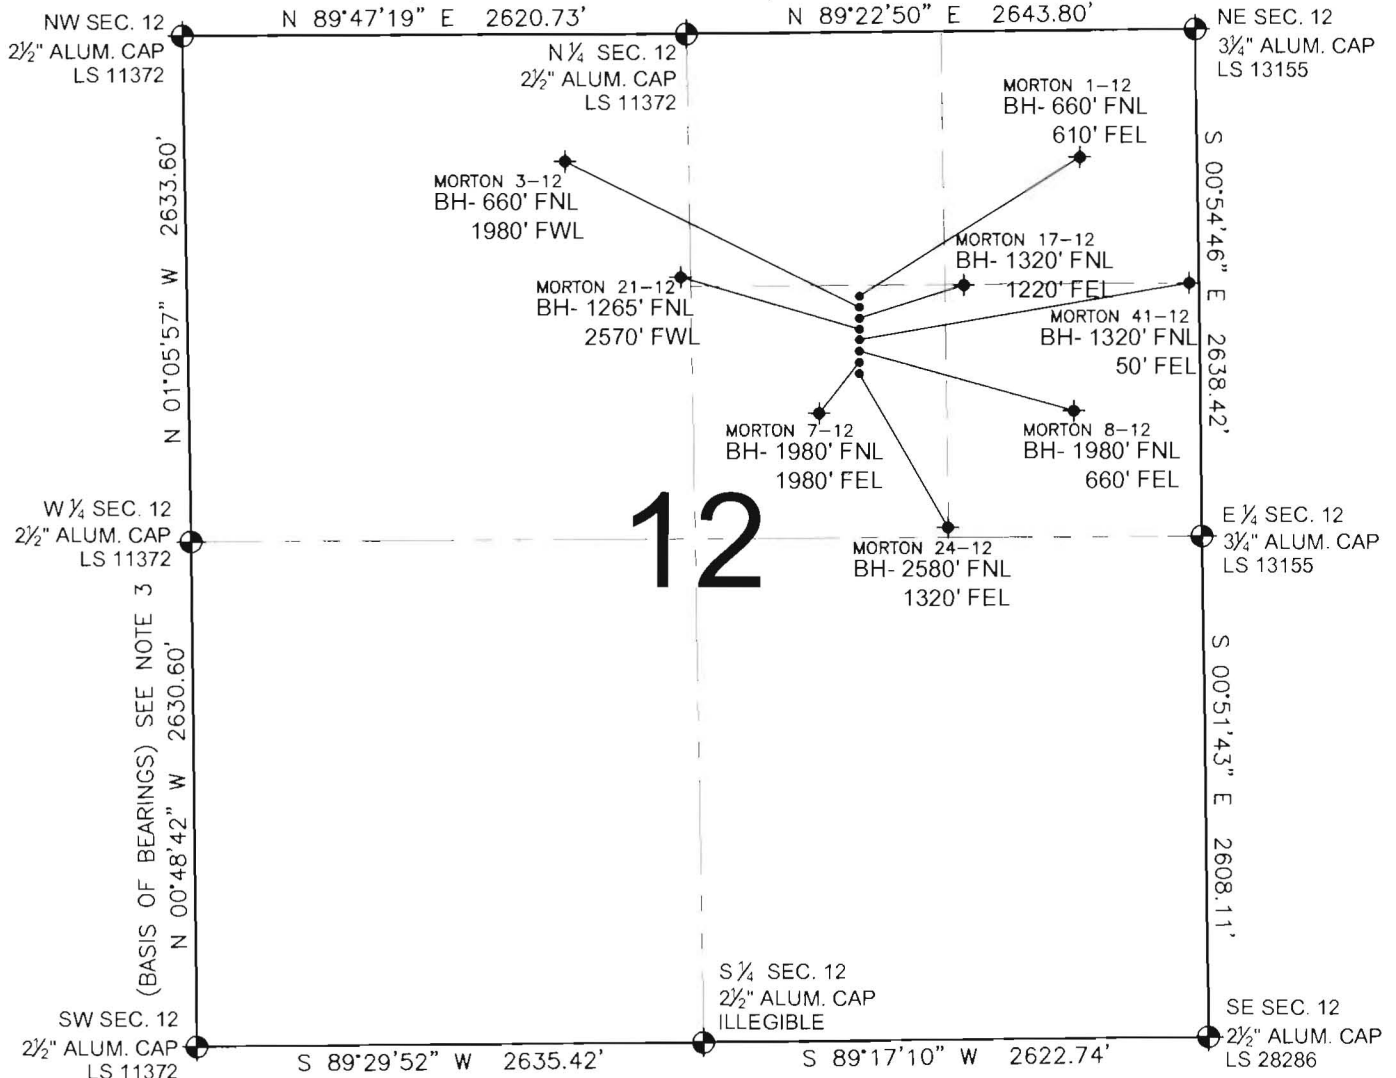 N 89°47'19" E 2620.73'
N 89°22'50" E 2643.80'
NW SEC. 12
2½" ALUM. CAP
LS 11372
N ¼ SEC. 12
2½" ALUM. CAP
LS 11372
NE SEC. 12
3¼" ALUM. CAP
LS 13155
MORTON 1-12
BH- 660' FNL
610' FEL
MORTON 3-12
BH- 660' FNL
1980' FWL
MORTON 17-12
BH- 1320' FNL
1220' FEL
MORTON 21-12
BH- 1265' FNL
2570' FWL
MORTON 41-12
BH- 1320' FNL
50' FEL
MORTON 7-12
BH- 1980' FNL
1980' FEL
MORTON 8-12
BH- 1980' FNL
660' FEL
N 01°05'57" W 2633.60'
S 00°54'46" E 2638.42'
W ¼ SEC. 12
2½" ALUM. CAP
LS 11372
12
E ¼ SEC. 12
3¼" ALUM. CAP
LS 13155
MORTON 24-12
BH- 2580' FNL
1320' FEL
(BASIS OF BEARINGS) SEE NOTE 3
N 00°48'42" W 2630.60'
S 00°51'43" E 2608.11'
S ¼ SEC. 12
2½" ALUM. CAP
ILLEGIBLE
SW SEC. 12
2½" ALUM. CAP
LS 11372
SE SEC. 12
2½" ALUM. CAP
LS 28286
S 89°29'52" W 2635.42'
S 89°17'10" W 2622.74'